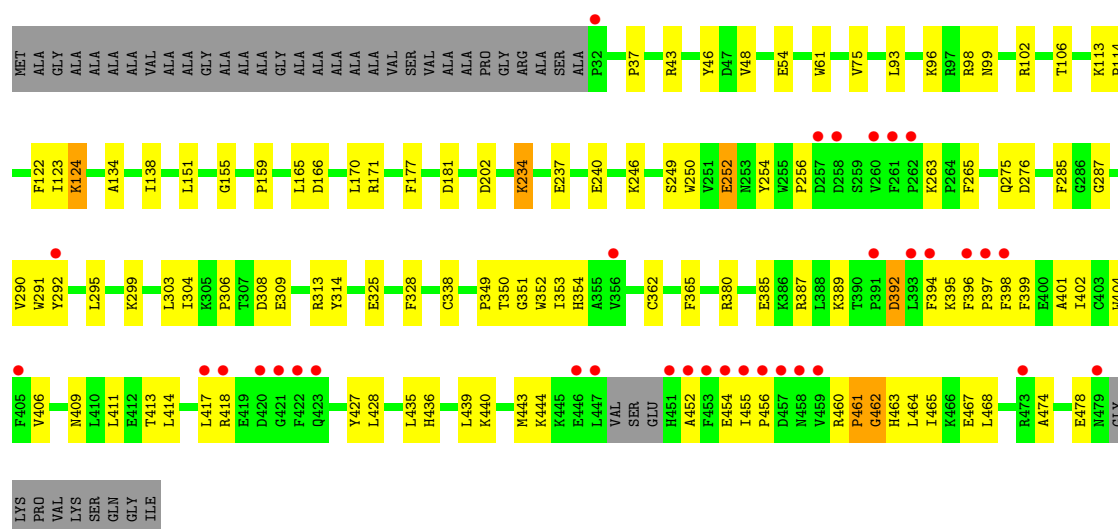 MET ALA GLY ALA ALA ALA ALA VAL ALA ALA GLY ALA ALA ALA GLY ALA ALA ALA ALA ALA VAL SER VAL ALA ALA PRO GLY ARG ALA SER ALA P32 P37 R43 Y46 D47 V48 E54 W61 V75 L93 K96 R97 R98 N99 R102 T106 K113
F122 I123 K124 A134 I138 L151 G155 P159 L165 D166 L170 R171 F177 D181 D202 K234 E237 E240 K246 S249 W250 V251 E252 N253 Y254 W255 P256 D257 D258 S259 V260 F261 P262 K263 P264 F265 Q275 D276 F285 G286 G287
V290 W291 Y292 L295 K299 L303 I304 K305 P306 T307 D308 E309 R313 Y314 E325 F328 C338 P349 T350 G351 W352 I353 H354 A355 V356 C362 F365 R380 E385 K386 R387 L388 K389 T390 P391 D392 L393 F394 K395 F396 P397 F398 F399 E400 A401 I402 C403 W404
F405 V406 N409 L410 L411 E412 T413 L414 L417 R418 E419 D420 G421 F422 Q423 Y427 L428 L435 H436 L439 K440 M443 K444 K445 E446 L447 VAL SER GLU H451 A452 F453 E454 I455 P456 D457 N458 V459 R460 P461 G462 H463 L464 I465 K466 E467 L468 R473 A474 E478 N479 GLY
LYS PRO VAL LYS SER GLN GLY ILE